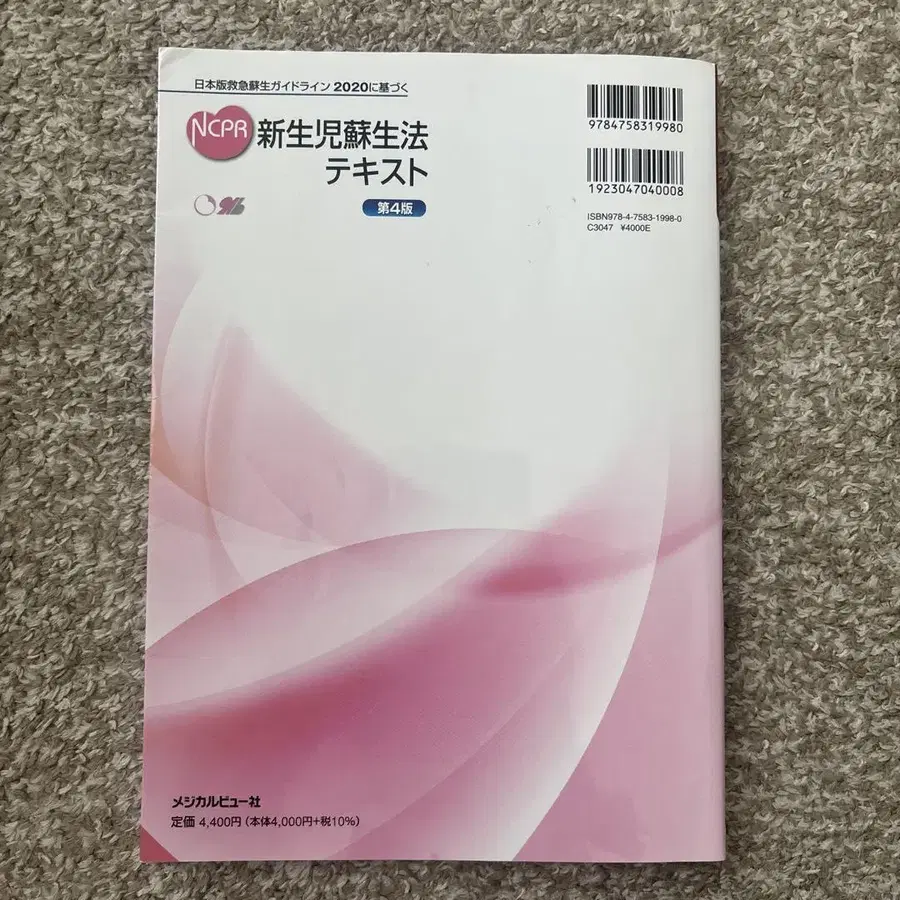 日本版救急蘇生ガイドライン 2020に基づく
NCPR
新生児蘇生法
テキスト
第4版
9784758319980
1923047040008
ISBN978-4-7583-1998-0
C3047 ¥4000E
メジカルビュー社
定価 4,400円(本体4,000円+税10%)